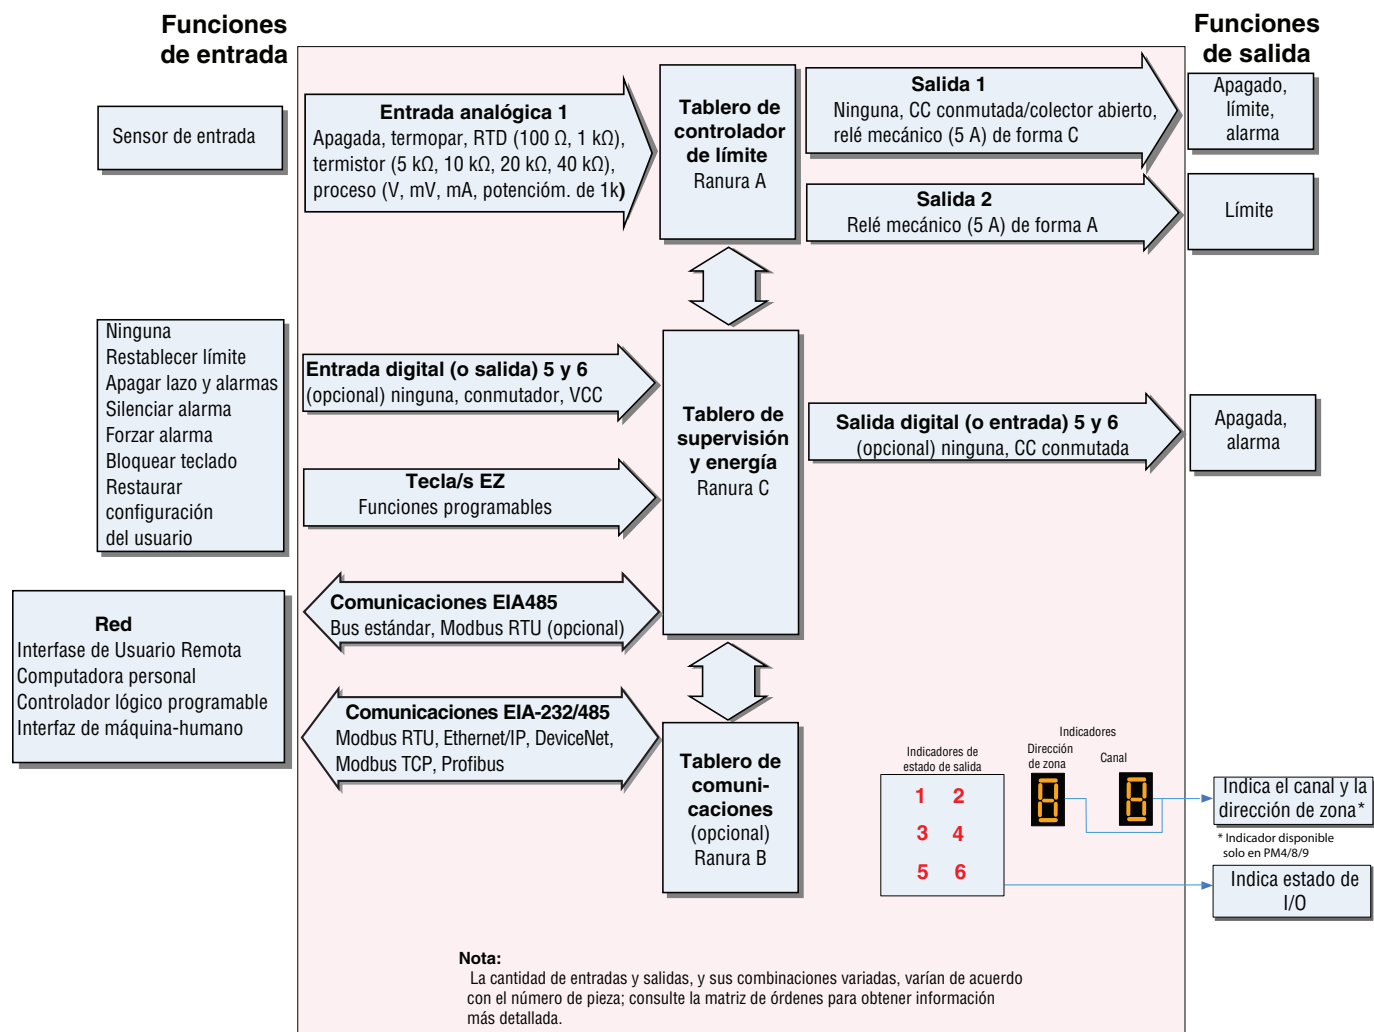 Funciones
de entrada
Funciones
de salida
Sensor de entrada
Entrada analógica 1
Apagada, termopar, RTD (100 Ω, 1 kΩ),
termistor (5 kΩ, 10 kΩ, 20 kΩ, 40 kΩ),
proceso (V, mV, mA, potencióm. de 1k)
Tablero de
controlador
de límite
Ranura A
Salida 1
Ninguna, CC conmutada/colector abierto,
relé mecánico (5 A) de forma C
Apagado,
límite,
alarma
Salida 2
Relé mecánico (5 A) de forma A
Límite
Ninguna
Restablecer límite
Apagar lazo y alarmas
Silenciar alarma
Forzar alarma
Bloquear teclado
Restaurar
configuración
del usuario
Entrada digital (o salida) 5 y 6
(opcional) ninguna, conmutador, VCC
Tecla/s EZ
Funciones programables
Tablero de
supervisión
y energía
Ranura C
Salida digital (o entrada) 5 y 6
(opcional) ninguna, CC conmutada
Apagada,
alarma
Red
Interfase de Usuario Remota
Computadora personal
Controlador lógico programable
Interfaz de máquina-humano
Comunicaciones EIA485
Bus estándar, Modbus RTU (opcional)
Comunicaciones EIA-232/485
Modbus RTU, Ethernet/IP, DeviceNet,
Modbus TCP, Profibus
Tablero de
comuni-
caciones
(opcional)
Ranura B
Indicadores de
estado de salida
1 2
3 4
5 6
Indicadores
Dirección
de zona
Canal
8
8
Indica el canal y la
dirección de zona*
* Indicador disponible
solo en PM4/8/9
Indica estado de
I/O
Nota:
La cantidad de entradas y salidas, y sus combinaciones variadas, varían de acuerdo
con el número de pieza; consulte la matriz de órdenes para obtener información
más detallada.